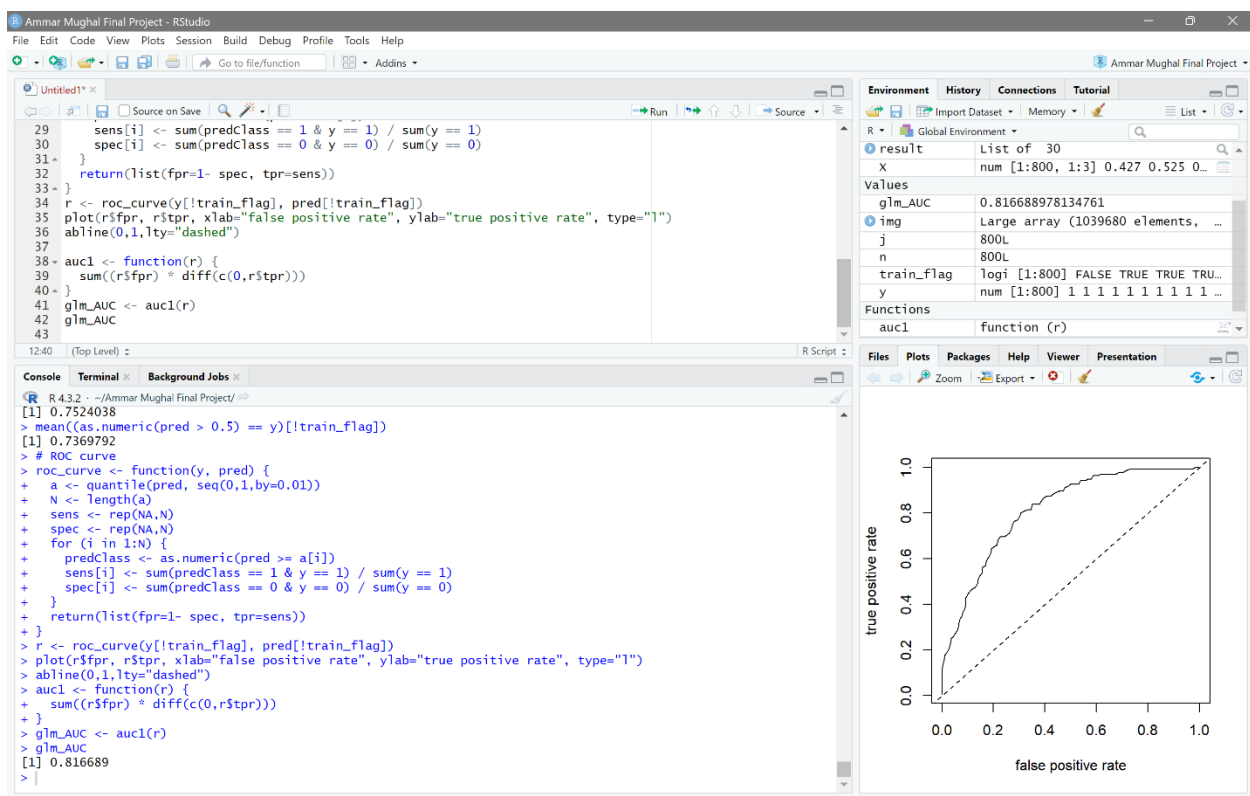 Ammar Mughal Final Project - RStudio
File Edit Code View Plots Session Build Debug Profile Tools Help
Go to file/function Addins Ammar Mughal Final Project
Untitled1*
Source on Save Run Source
29 sens[i] <- sum(predClass == 1 & y == 1) / sum(y == 1)
30 spec[i] <- sum(predClass == 0 & y == 0) / sum(y == 0)
31 }
32 return(list(fpr=1- spec, tpr=sens))
33 }
34 r <- roc_curve(y[!train_flag], pred[!train_flag])
35 plot(r$fpr, r$tpr, xlab="false positive rate", ylab="true positive rate", type="l")
36 abline(0,1,lty="dashed")
37
38 auc1 <- function(r) {
39 sum((r$fpr) * diff(c(0,r$tpr)))
40 }
41 glm_AUC <- auc1(r)
42 glm_AUC
43
12:40 (Top Level) R Script
Console Terminal Background Jobs
R 4.3.2 · ~/Ammar Mughal Final Project/
[1] 0.7524038
> mean((as.numeric(pred > 0.5) == y)[!train_flag])
[1] 0.7369792
> # ROC curve
> roc_curve <- function(y, pred) {
+ a <- quantile(pred, seq(0,1,by=0.01))
+ N <- length(a)
+ sens <- rep(NA,N)
+ spec <- rep(NA,N)
+ for (i in 1:N) {
+ predClass <- as.numeric(pred >= a[i])
+ sens[i] <- sum(predClass == 1 & y == 1) / sum(y == 1)
+ spec[i] <- sum(predClass == 0 & y == 0) / sum(y == 0)
+ }
+ return(list(fpr=1- spec, tpr=sens))
+ }
> r <- roc_curve(y[!train_flag], pred[!train_flag])
> plot(r$fpr, r$tpr, xlab="false positive rate", ylab="true positive rate", type="l")
> abline(0,1,lty="dashed")
> auc1 <- function(r) {
+ sum((r$fpr) * diff(c(0,r$tpr)))
+ }
> glm_AUC <- auc1(r)
> glm_AUC
[1] 0.816689
>
Environment History Connections Tutorial
Import Dataset Memory List
R Global Environment
result List of 30
X num [1:800, 1:3] 0.427 0.525 0…
Values
glm_AUC 0.816688978134761
img Large array (1039680 elements, …
j 800L
n 800L
train_flag logi [1:800] FALSE TRUE TRUE TRU…
y num [1:800] 1 1 1 1 1 1 1 1 1 1 …
Functions
auc1 function (r)
Files Plots Packages Help Viewer Presentation
Zoom Export
true positive rate
1.0
0.8
0.6
0.4
0.2
0.0
0.0 0.2 0.4 0.6 0.8 1.0
false positive rate